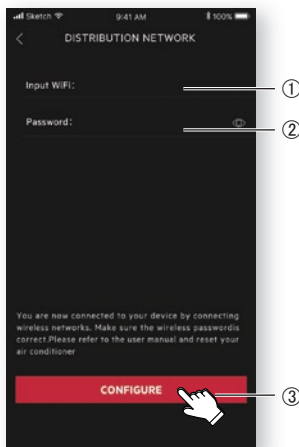 Sketch 9:41 AM 100%
DISTRIBUTION NETWORK
Input WiFi: ①
Password: ②
You are now connected to your device by connecting
wireless networks. Make sure the wireless passwordis
correct.Please refer to the user manual and reset your
air conditioner
CONFIGURE ③